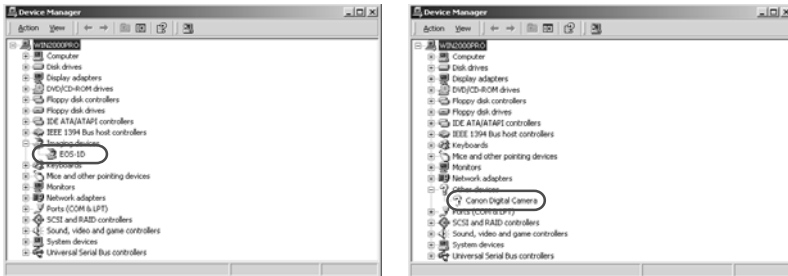 Device Manager
Action View
WIN2000PRO
Computer
Disk drives
Display adapters
DVD/CD-ROM drives
Floppy disk controllers
Floppy disk drives
IDE ATA/ATAPI controllers
IEEE 1394 Bus host controllers
Imaging devices
EOS-1D
Keyboards
Mice and other pointing devices
Monitors
Network adapters
Ports (COM & LPT)
SCSI and RAID controllers
Sound, video and game controllers
System devices
Universal Serial Bus controllers
Device Manager
Action View
WIN2000PRO
Computer
Disk drives
Display adapters
DVD/CD-ROM drives
Floppy disk controllers
Floppy disk drives
IDE ATA/ATAPI controllers
IEEE 1394 Bus host controllers
Keyboards
Mice and other pointing devices
Monitors
Network adapters
Other devices
Canon Digital Camera
Ports (COM & LPT)
SCSI and RAID controllers
Sound, video and game controllers
System devices
Universal Serial Bus controllers